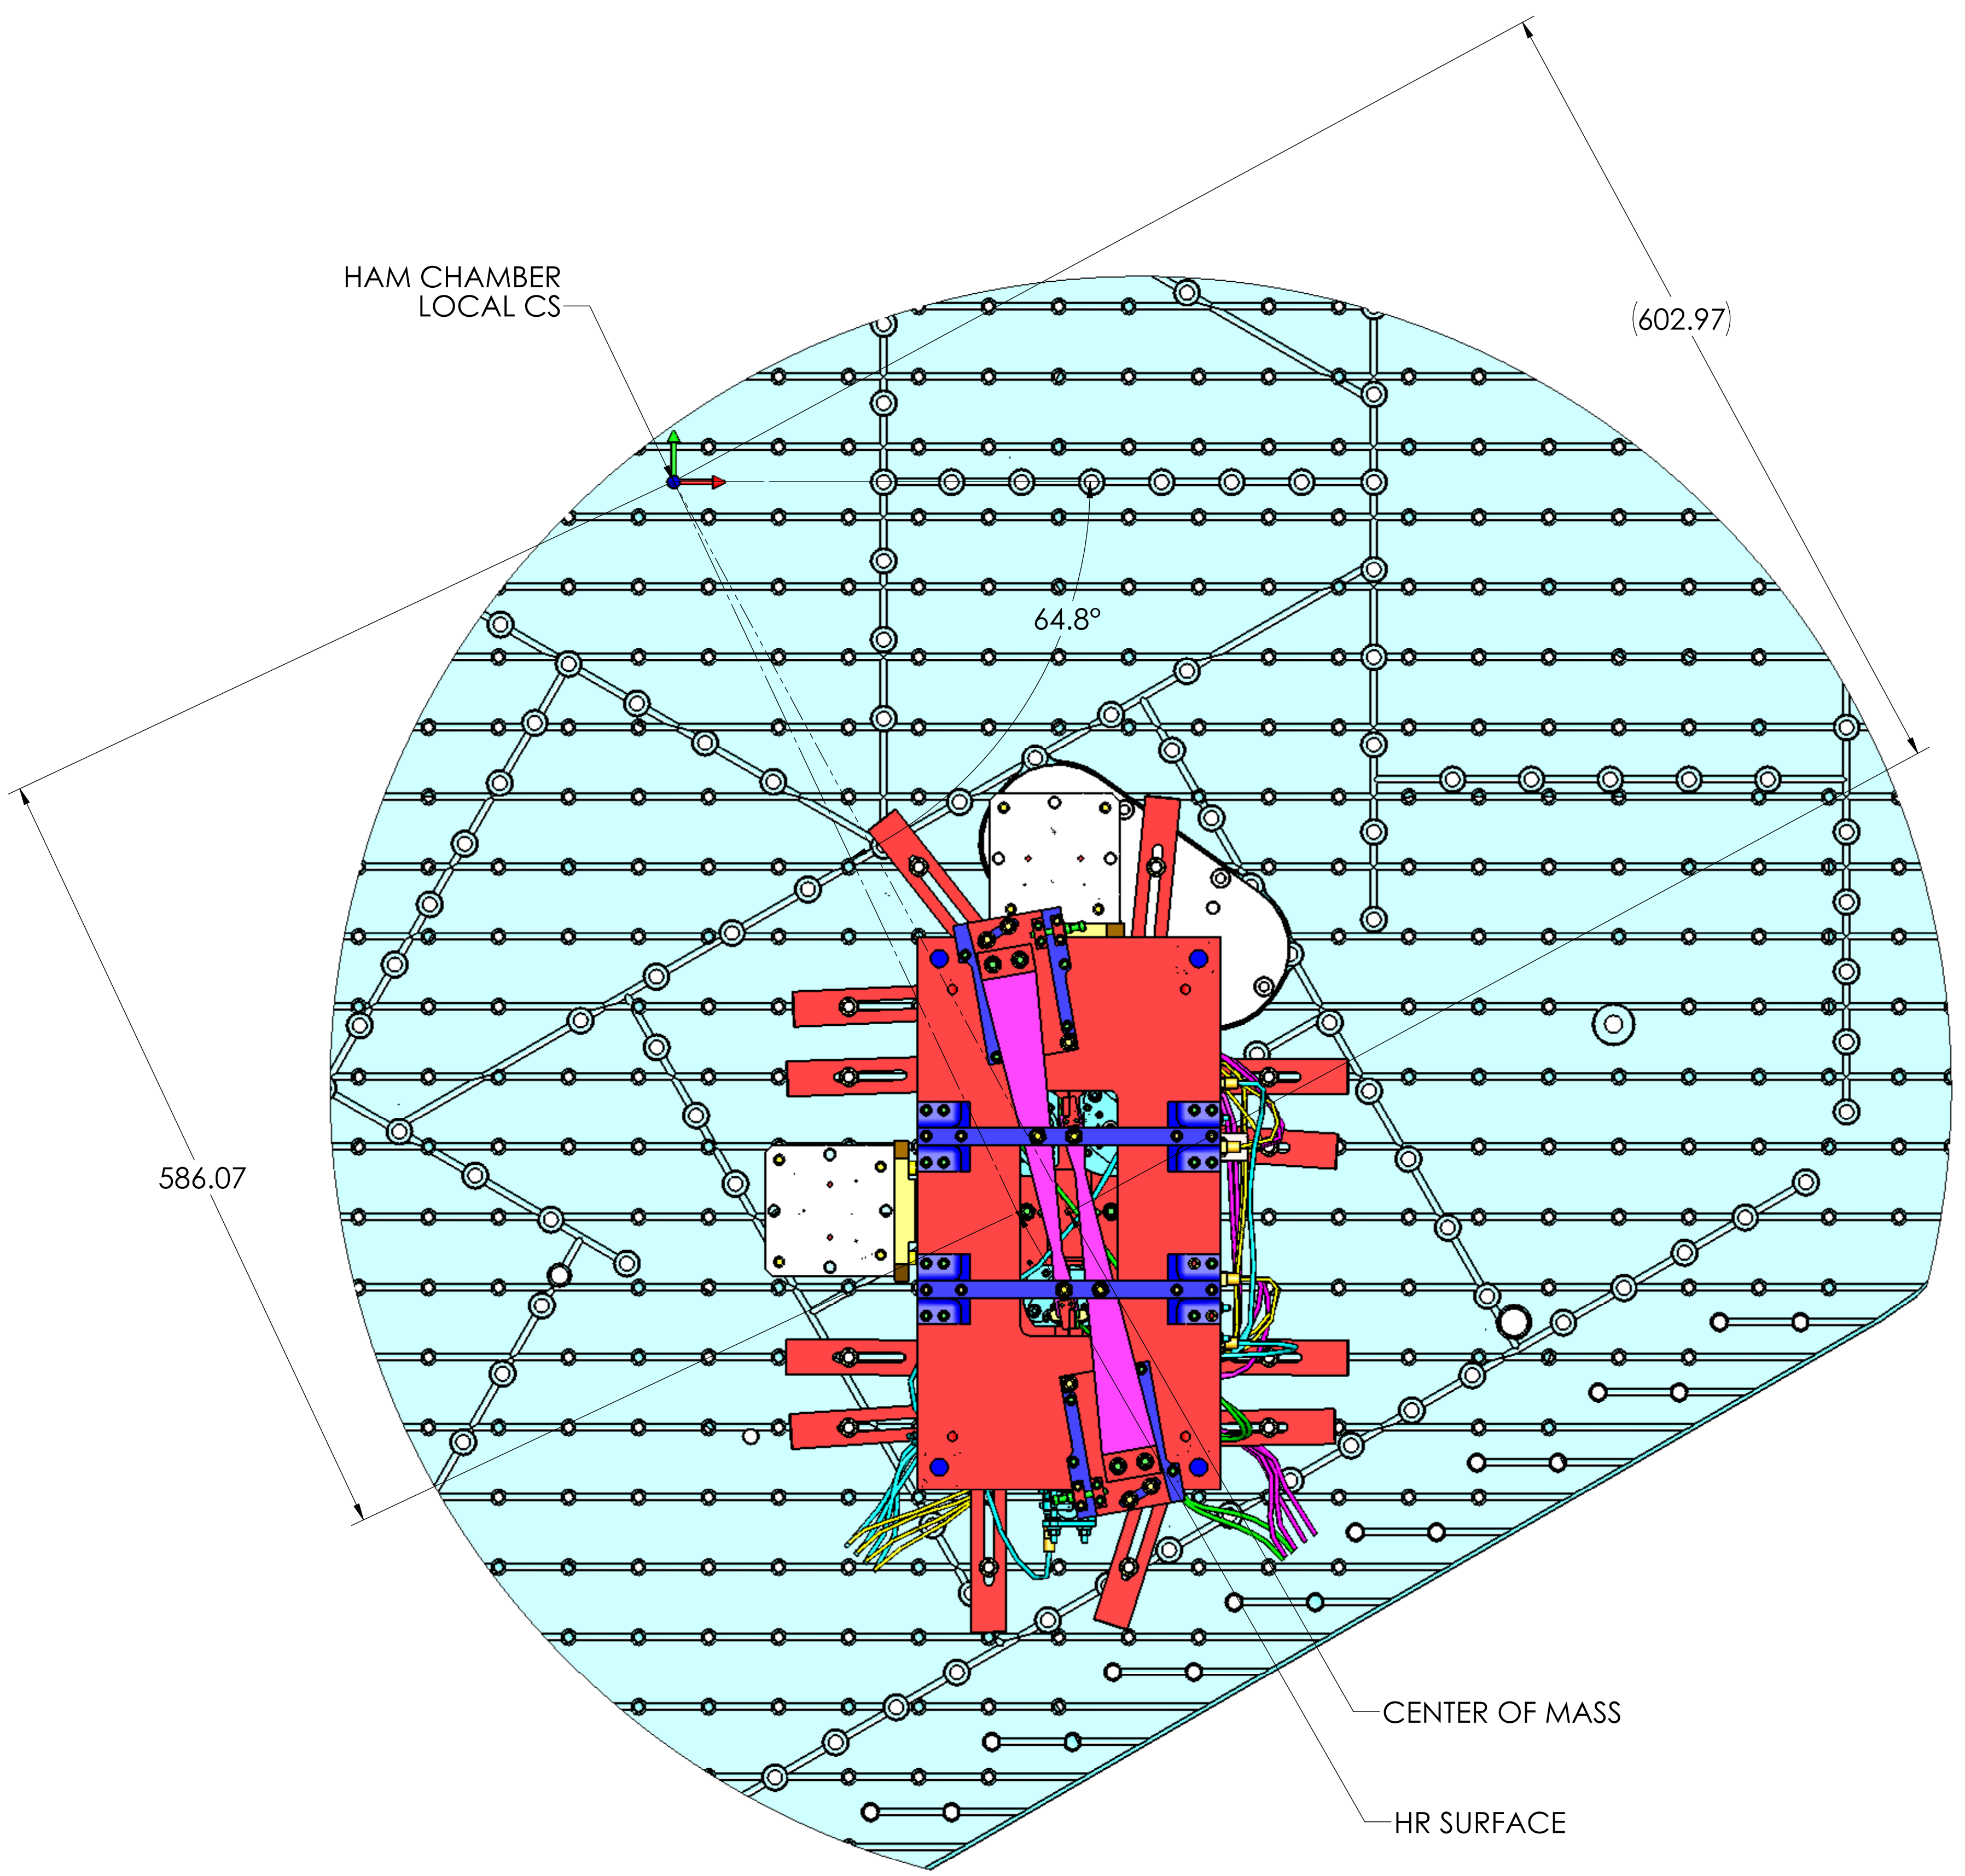 HAM CHAMBER
LOCAL CS
(602.97)
64.8°
586.07
CENTER OF MASS
HR SURFACE